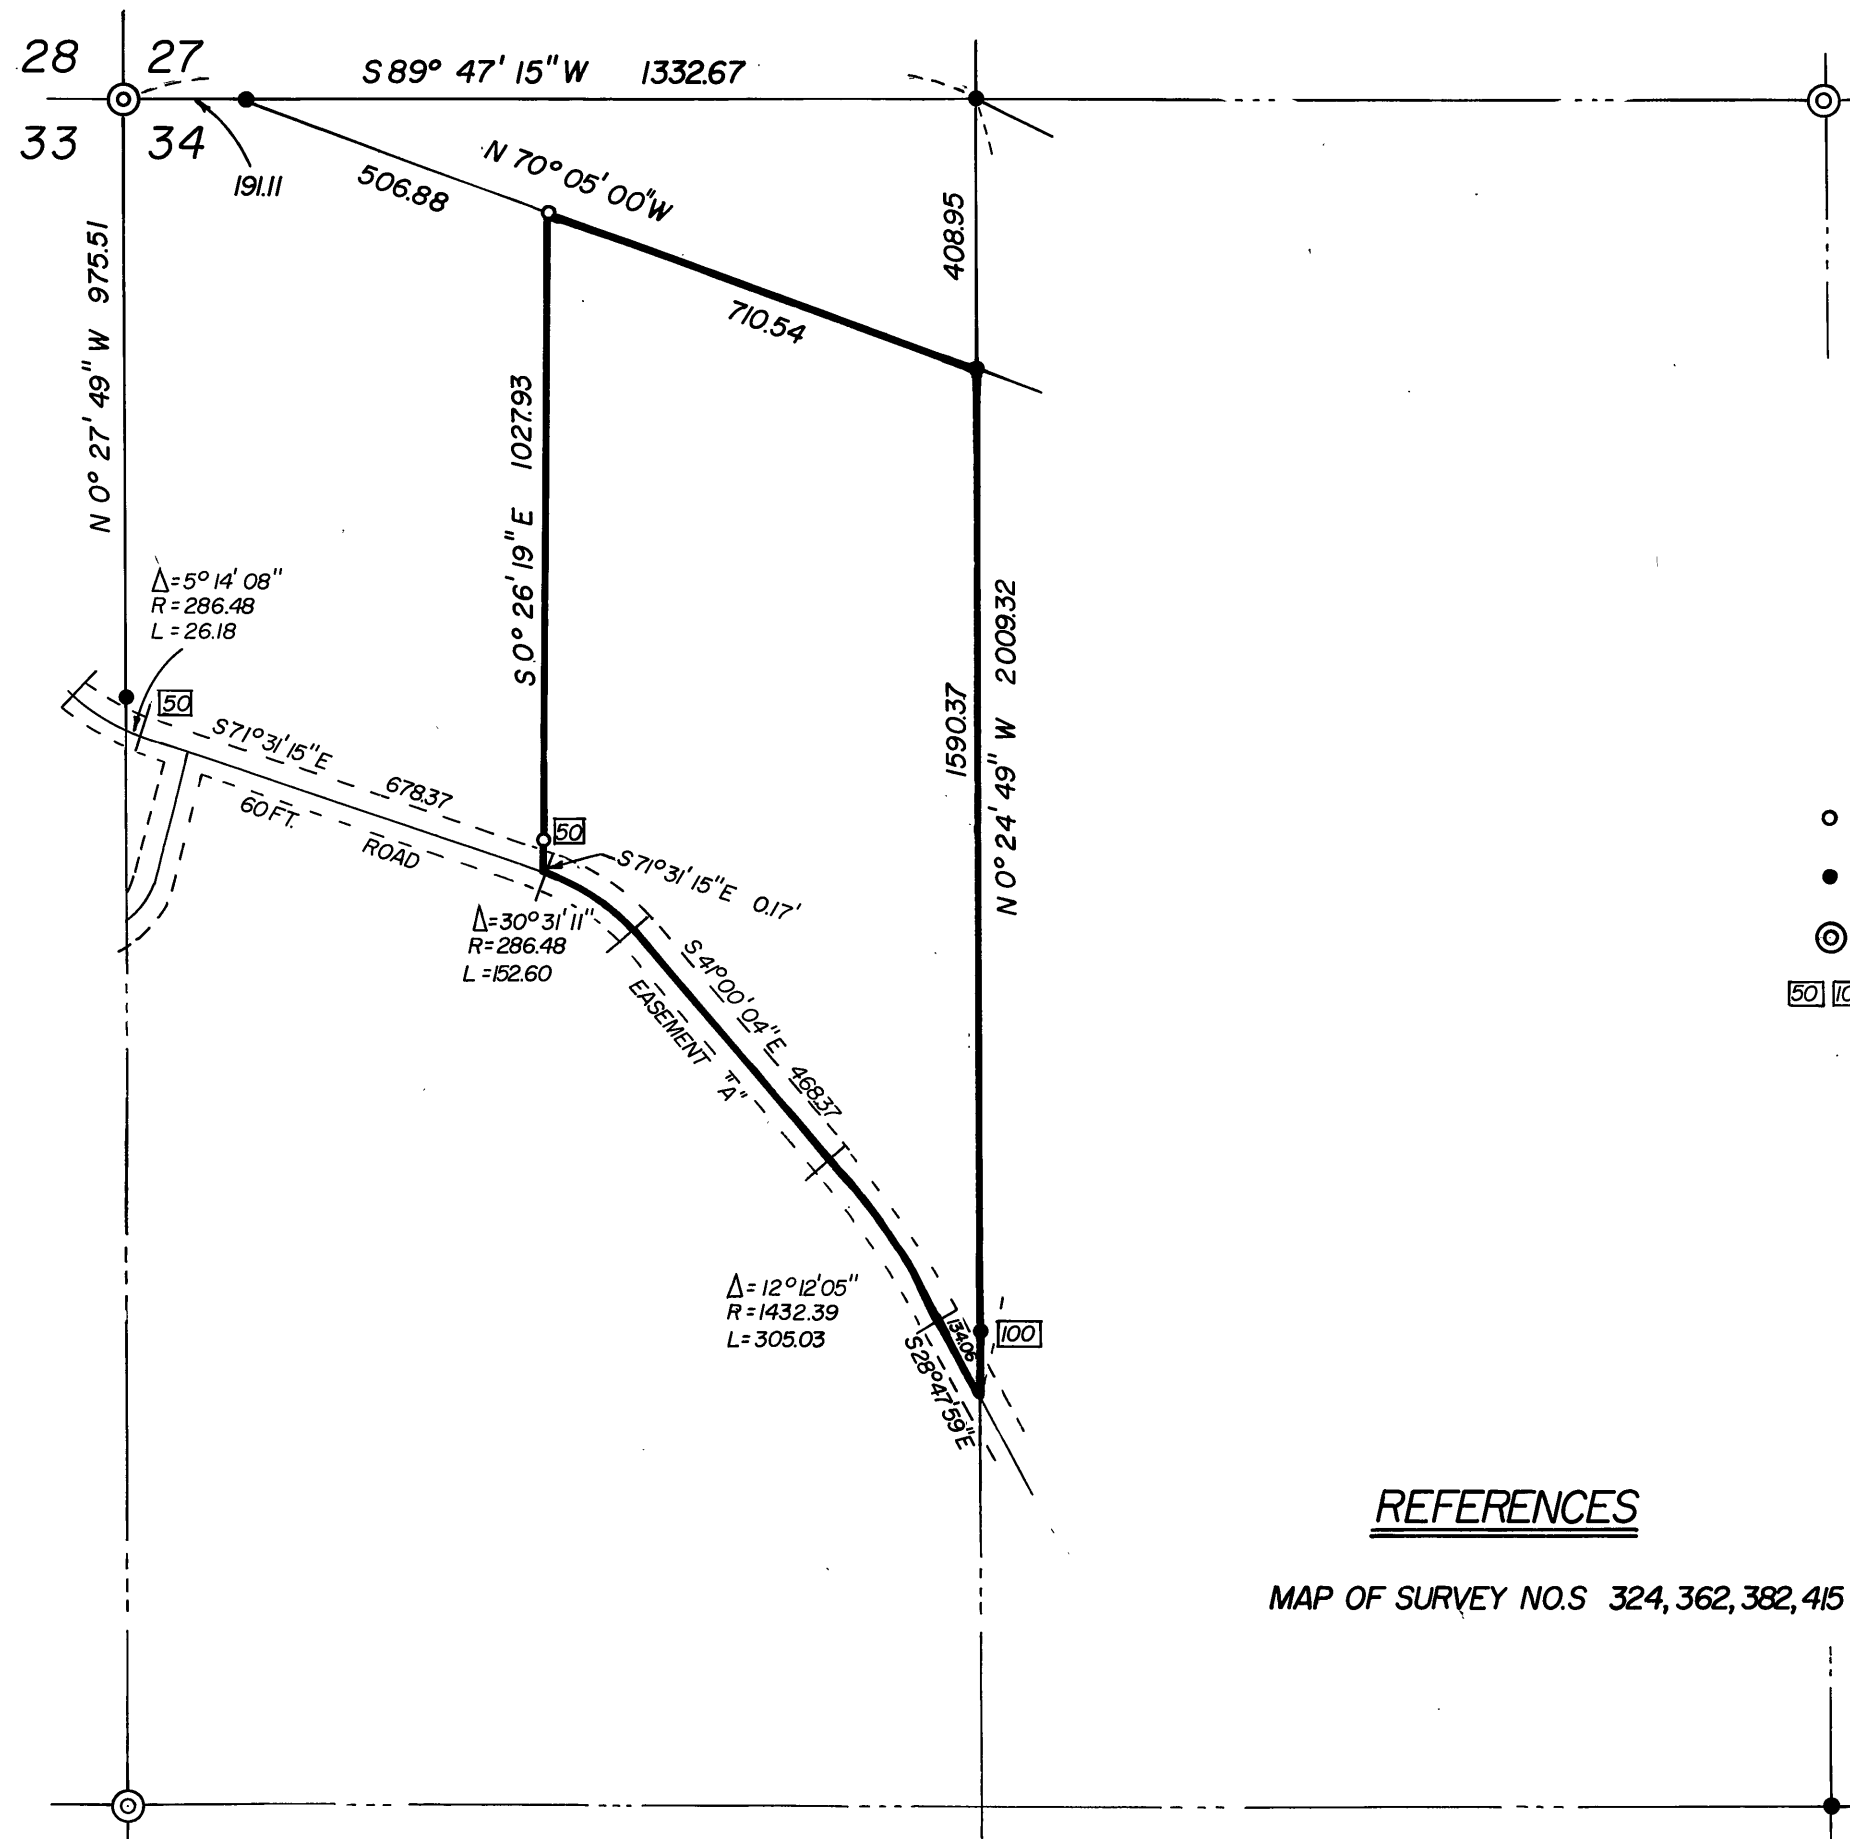 28 27
33 34
S 89° 47' 15" W 1332.67
191.11
N 70° 05' 00" W
506.88
710.54
408.95
N 0° 27' 49" W 975.51
S 0° 26' 19" E 1027.93
1590.37
N 0° 24' 49" W 2009.32
Δ=5° 14' 08"
R=286.48
L=26.18
50
S71°31'15"E 678.37
60 FT. ROAD
50
S71°31'15"E 0.17'
Δ=30°31'11"
R=286.48
L=152.60
S 41°00'04" E 468.37
EASEMENT "A"
Δ=12°12'05"
R=1432.39
L=305.03
134.06
S28°47'59"E
100
50
REFERENCES
MAP OF SURVEY NO.S 324, 362, 382, 415